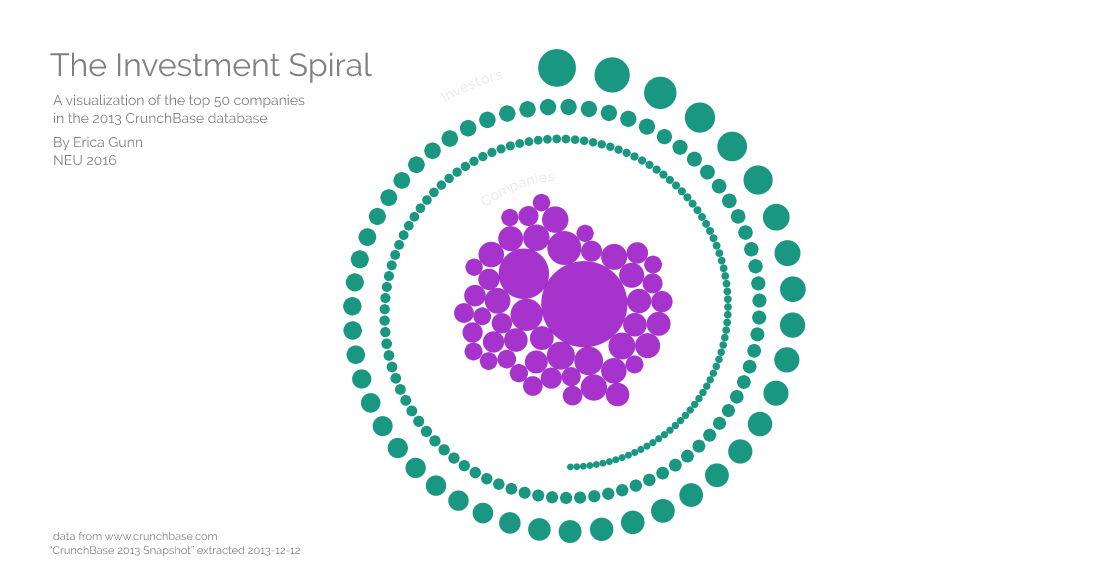 The Investment Spiral
A visualization of the top 50 companies
in the 2013 CrunchBase database
By Erica Gunn
NEU 2016
Investors
Companies
data from www.crunchbase.com
"CrunchBase 2013 Snapshot" extracted 2013-12-12